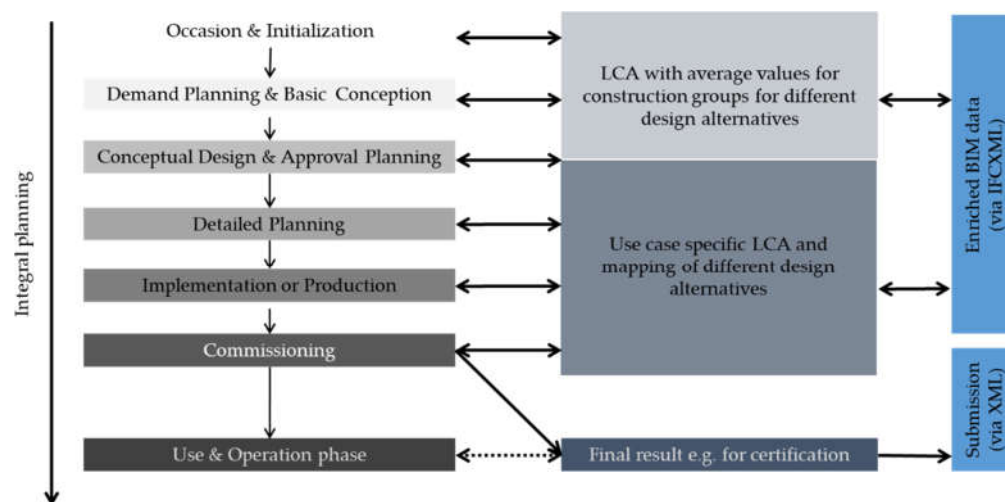 Integral planning
Occasion & Initialization
Demand Planning & Basic Conception
Conceptual Design & Approval Planning
Detailed Planning
Implementation or Production
Commissioning
Use & Operation phase
LCA with average values for
construction groups for different
design alternatives
Use case specific LCA and
mapping of different design
alternatives
Final result e.g. for certification
Enriched BIM data
(via IFCXML)
Submission
(via XML)